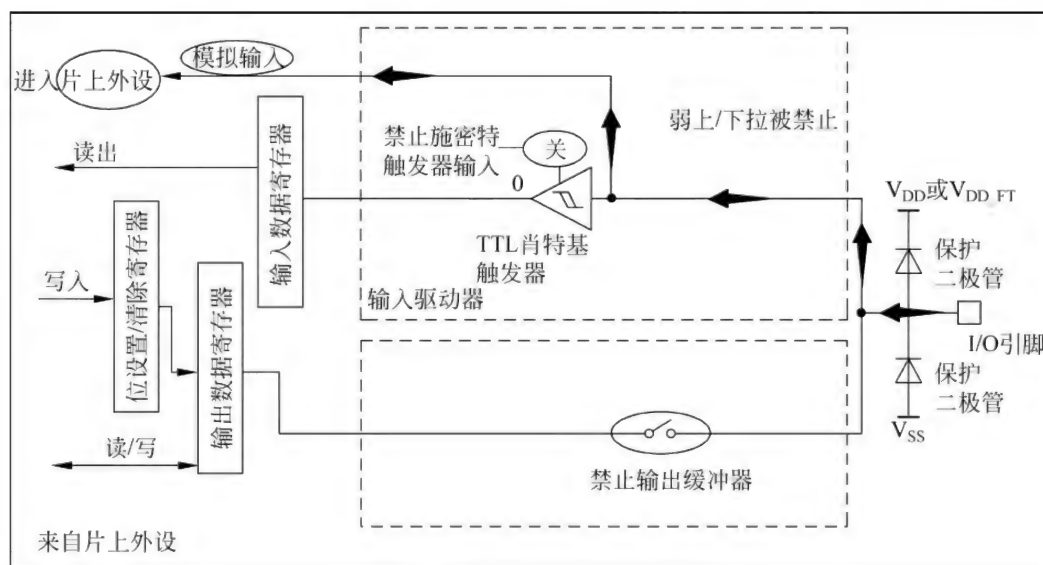 模拟输入
进入片上外设
弱上/下拉被禁止
禁止施密特
触发器输入
关
读出
0
输入数据寄存器
TTL肖特基
触发器
V_DD或V_DD_FT
保护
二极管
写入
位设置/清除寄存器
输出数据寄存器
输入驱动器
I/O引脚
保护
二极管
V_SS
读/写
禁止输出缓冲器
来自片上外设